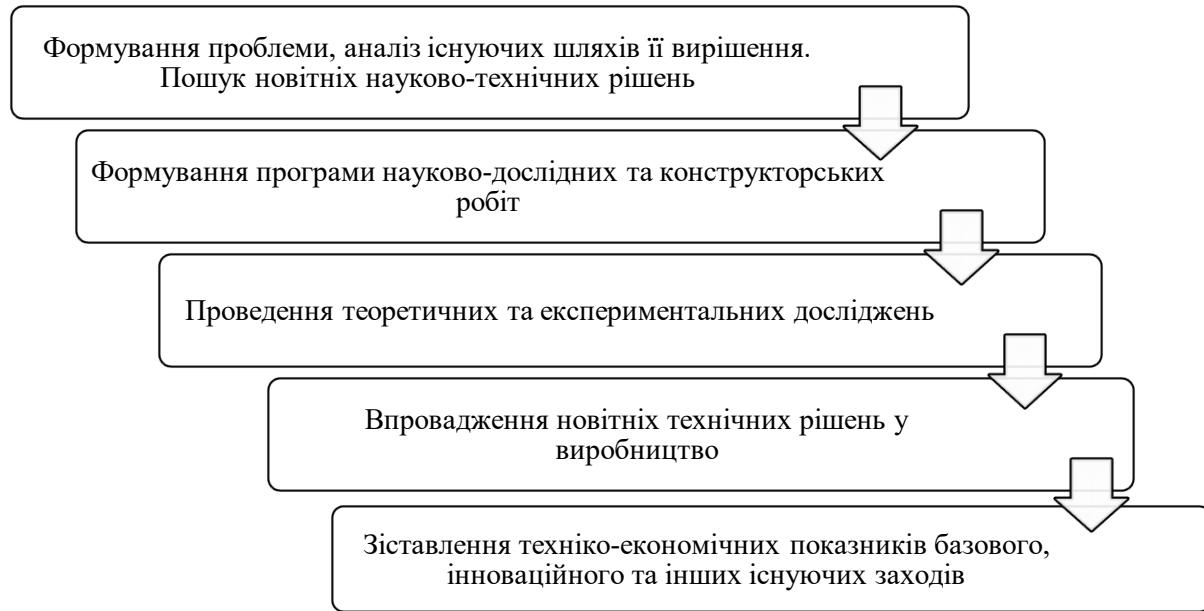 Формування проблеми, аналіз існуючих шляхів її вирішення.
Пошук новітніх науково-технічних рішень
Формування програми науково-дослідних та конструкторських
робіт
Проведення теоретичних та експериментальних досліджень
Впровадження новітніх технічних рішень у
виробництво
Зіставлення техніко-економічних показників базового,
інноваційного та інших існуючих заходів